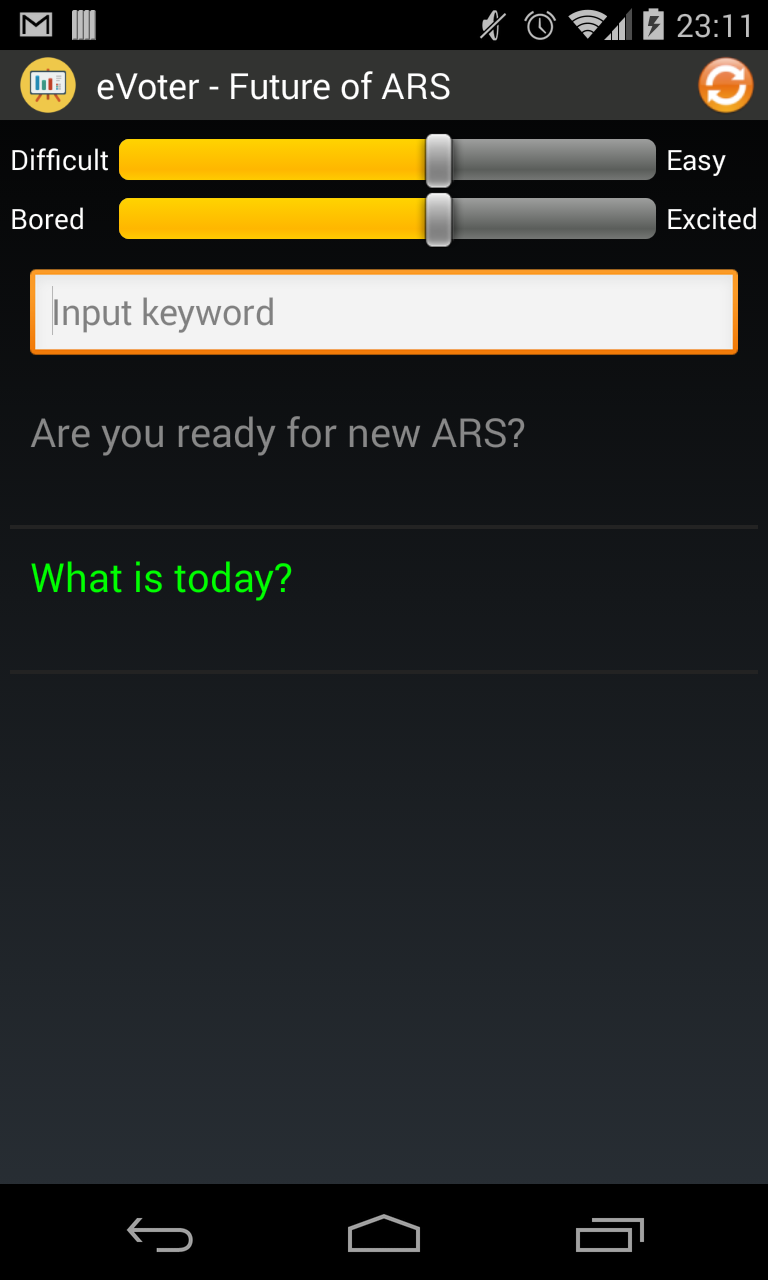 23:11
eVoter - Future of ARS
Difficult Easy
Bored Excited
Input keyword
Are you ready for new ARS?
What is today?